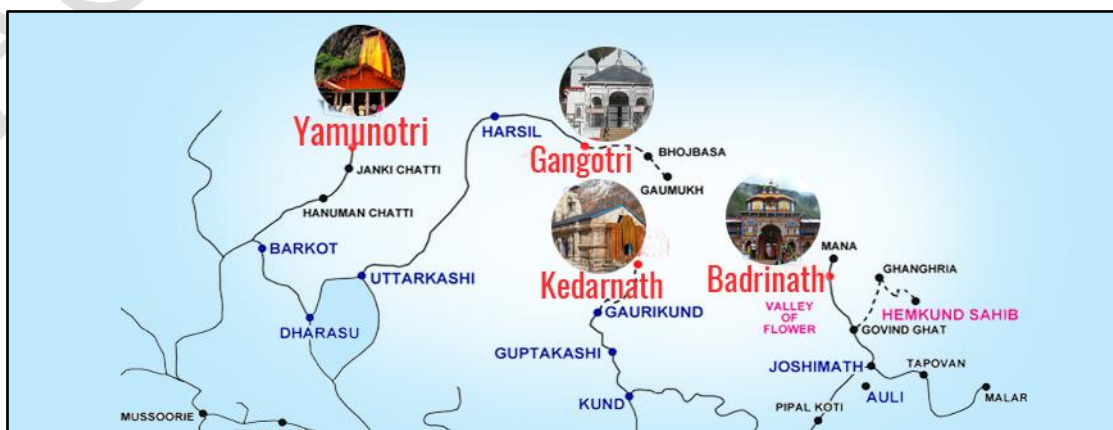 Yamunotri
HARSIL
Gangotri
BHOJBASA
GAUMUKH
JANKI CHATTI
HANUMAN CHATTI
BARKOT
UTTARKASHI
DHARASU
MUSSOORIE
Kedarnath
GAURIKUND
GUPTAKASHI
KUND
Badrinath
MANA
VALLEY
OF
FLOWER
GHANGHRIA
HEMKUND SAHIB
GOVIND GHAT
JOSHIMATH
TAPOVAN
AULI
MALAR
PIPAL KOTI